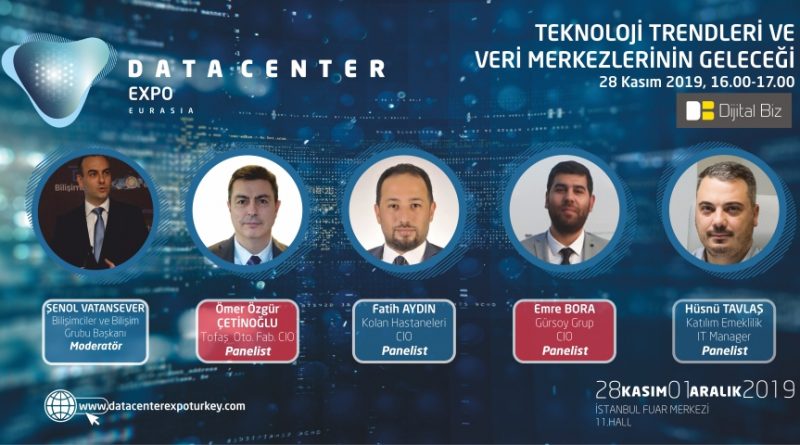 DATA CENTER
EXPO
EURASIA
TEKNOLOJİ TRENDLERİ VE
VERİ MERKEZLERİNİN GELECEĞİ
28 Kasım 2019, 16.00-17.00
Dijital Biz
Bilişim
ŞENOL VATANSEVER
Bilişimciler ve Bilişim
Grubu Başkanı
Moderatör
Ömer Özgür
ÇETİNOĞLU
Tofaş Oto. Fab. CIO
Panelist
Fatih AYDIN
Kolan Hastaneleri
CIO
Panelist
Emre BORA
Gürsoy Grup
CIO
Panelist
Hüsnü TAVLAŞ
Katılım Emeklilik
IT Manager
Panelist
www.datacenterexpoturkey.com
28KASIM01ARALIK2019
İSTANBUL FUAR MERKEZİ
11.HALL